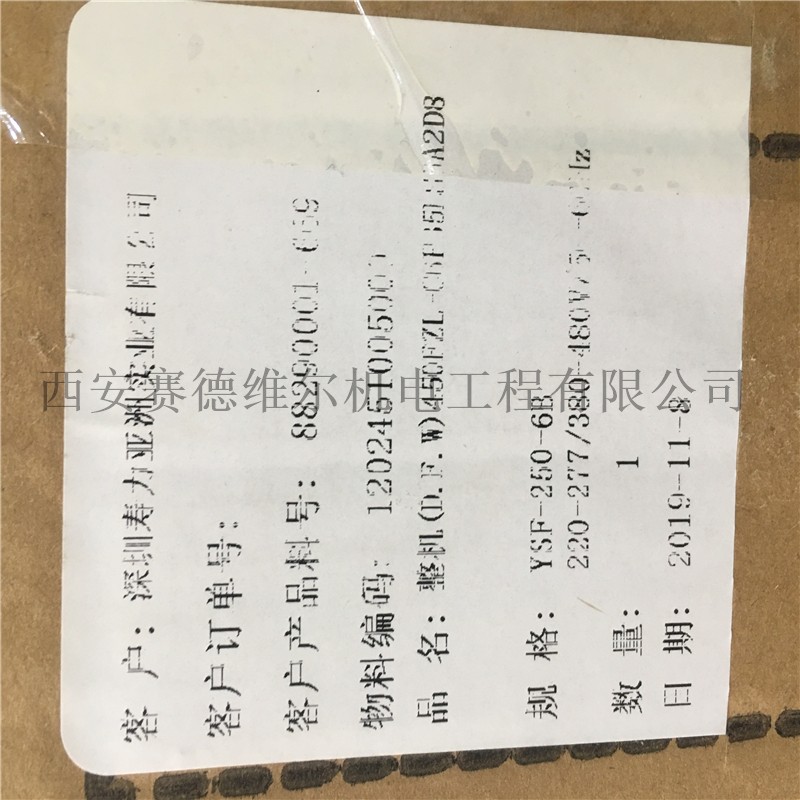 客 户: 深圳寿力亚洲实业有限公司
客户订单号:
客户产品料号: 88290001-
物料编码:
品 名: 整机(D.F.W)
规 格: YSF-250-6B
220-277/380-480V/
数 量: 1
日 期: 2019-11-8
西安赛德维尔机电工程有限公司